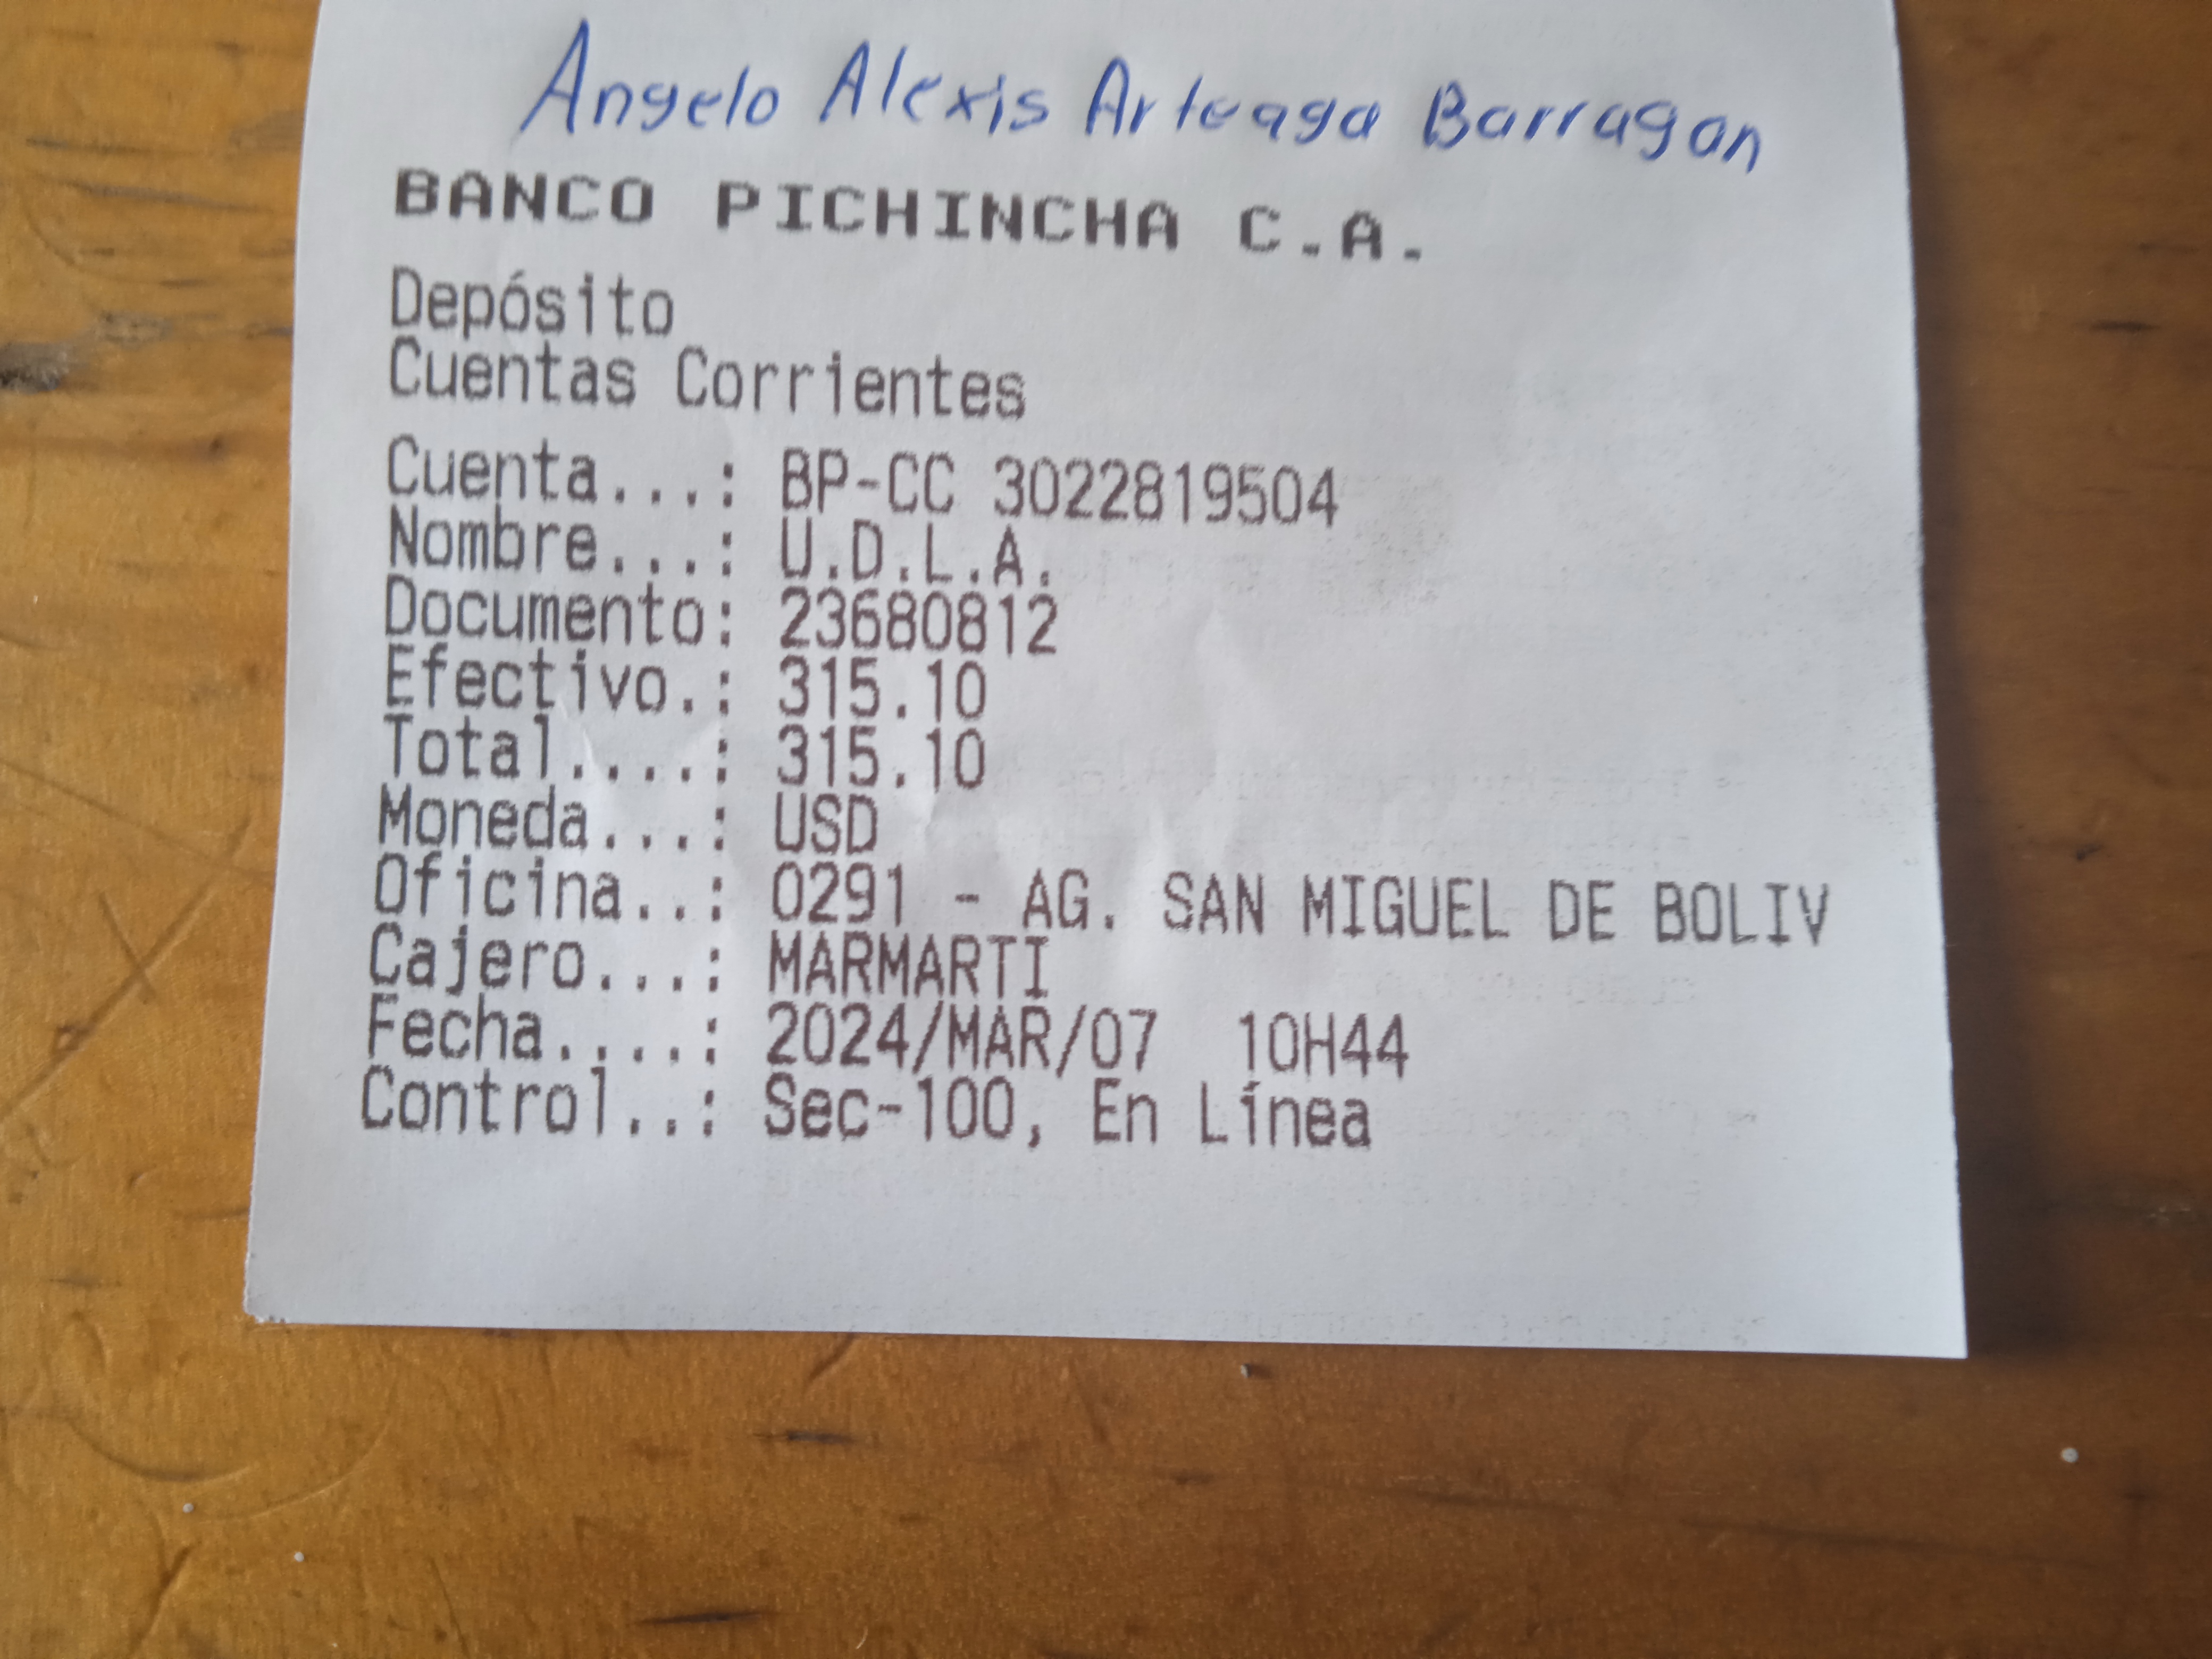 Angelo Alexis Arteaga Barragan
BANCO PICHINCHA C.A.
Depósito
Cuentas Corrientes
Cuenta...: BP-CC 3022819504
Nombre...: U.D.L.A.
Documento: 23680812
Efectivo.: 315.10
Total....: 315.10
Moneda...: USD
Oficina..: 0291 - AG. SAN MIGUEL DE BOLIV
Cajero...: MARMARTI
Fecha....: 2024/MAR/07 10H44
Control..: Sec-100, En Línea